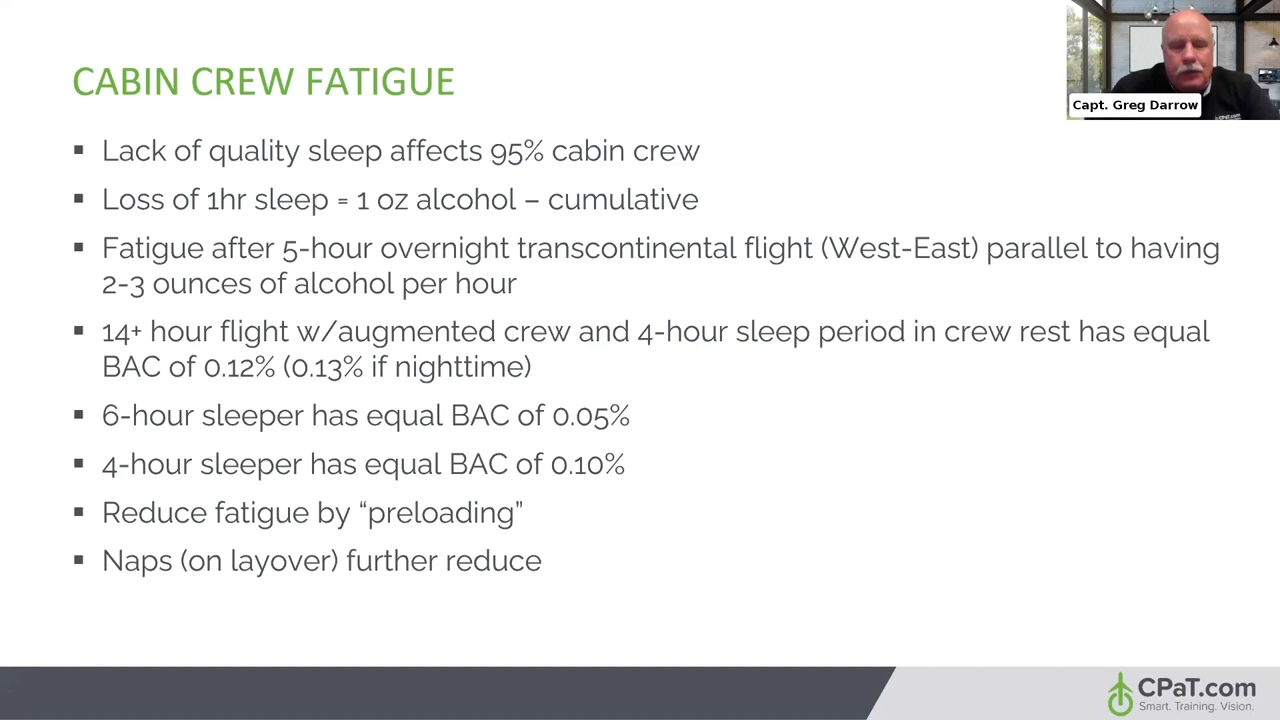 CABIN CREW FATIGUE
Capt. Greg Darrow
▪ Lack of quality sleep affects 95% cabin crew
▪ Loss of 1hr sleep = 1 oz alcohol – cumulative
▪ Fatigue after 5-hour overnight transcontinental flight (West-East) parallel to having
2-3 ounces of alcohol per hour
▪ 14+ hour flight w/augmented crew and 4-hour sleep period in crew rest has equal
BAC of 0.12% (0.13% if nighttime)
▪ 6-hour sleeper has equal BAC of 0.05%
▪ 4-hour sleeper has equal BAC of 0.10%
▪ Reduce fatigue by “preloading”
▪ Naps (on layover) further reduce
CPaT.com
Smart. Training. Vision.